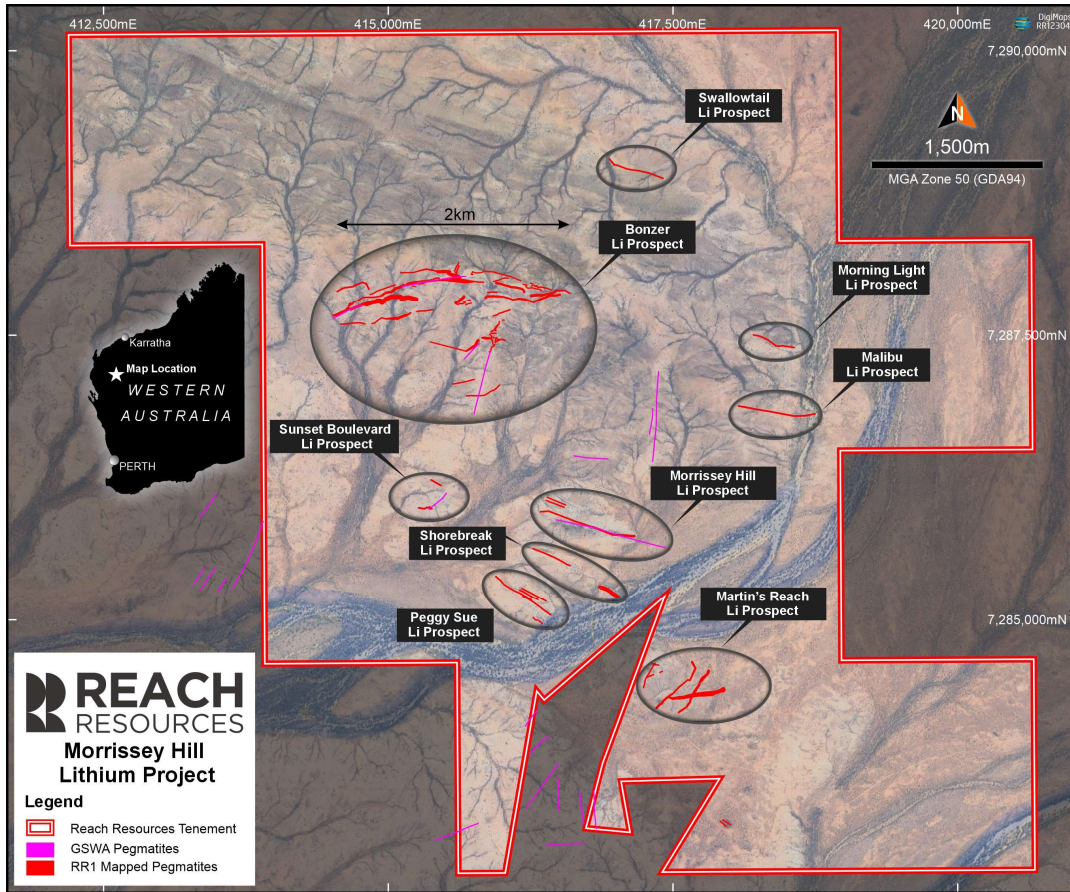 412,500mE
415,000mE
417,500mE
420,000mE
DigiMaps
RR12304
7,290,000mN
Swallowtail
Li Prospect
N
1,500m
MGA Zone 50 (GDA94)
2km
Bonzer
Li Prospect
Morning Light
Li Prospect
7,287,500mN
Karratha
Map Location
WESTERN
AUSTRALIA
PERTH
Malibu
Li Prospect
Sunset Boulevard
Li Prospect
Morrissey Hill
Li Prospect
Shorebreak
Li Prospect
Martin's Reach
Li Prospect
Peggy Sue
Li Prospect
7,285,000mN
REACH
RESOURCES
Morrissey Hill
Lithium Project
Legend
Reach Resources Tenement
GSWA Pegmatites
RR1 Mapped Pegmatites